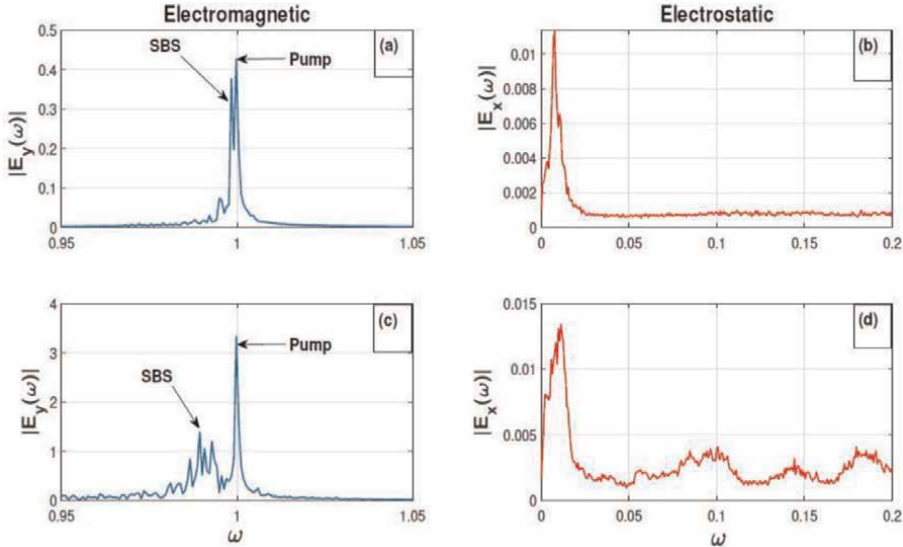 Electromagnetic
Electrostatic
0.5
0.4
0.3
0.2
0.1
0
|E_y(ω)|
SBS
Pump
(a)
0.95
1
1.05
0.01
0.008
0.006
0.004
0.002
0
|E_x(ω)|
(b)
0
0.05
0.1
0.15
0.2
4
3
2
1
0
|E_y(ω)|
SBS
Pump
(c)
0.95
1
1.05
ω
0.015
0.01
0.005
0
|E_x(ω)|
(d)
0
0.05
0.1
0.15
0.2
ω